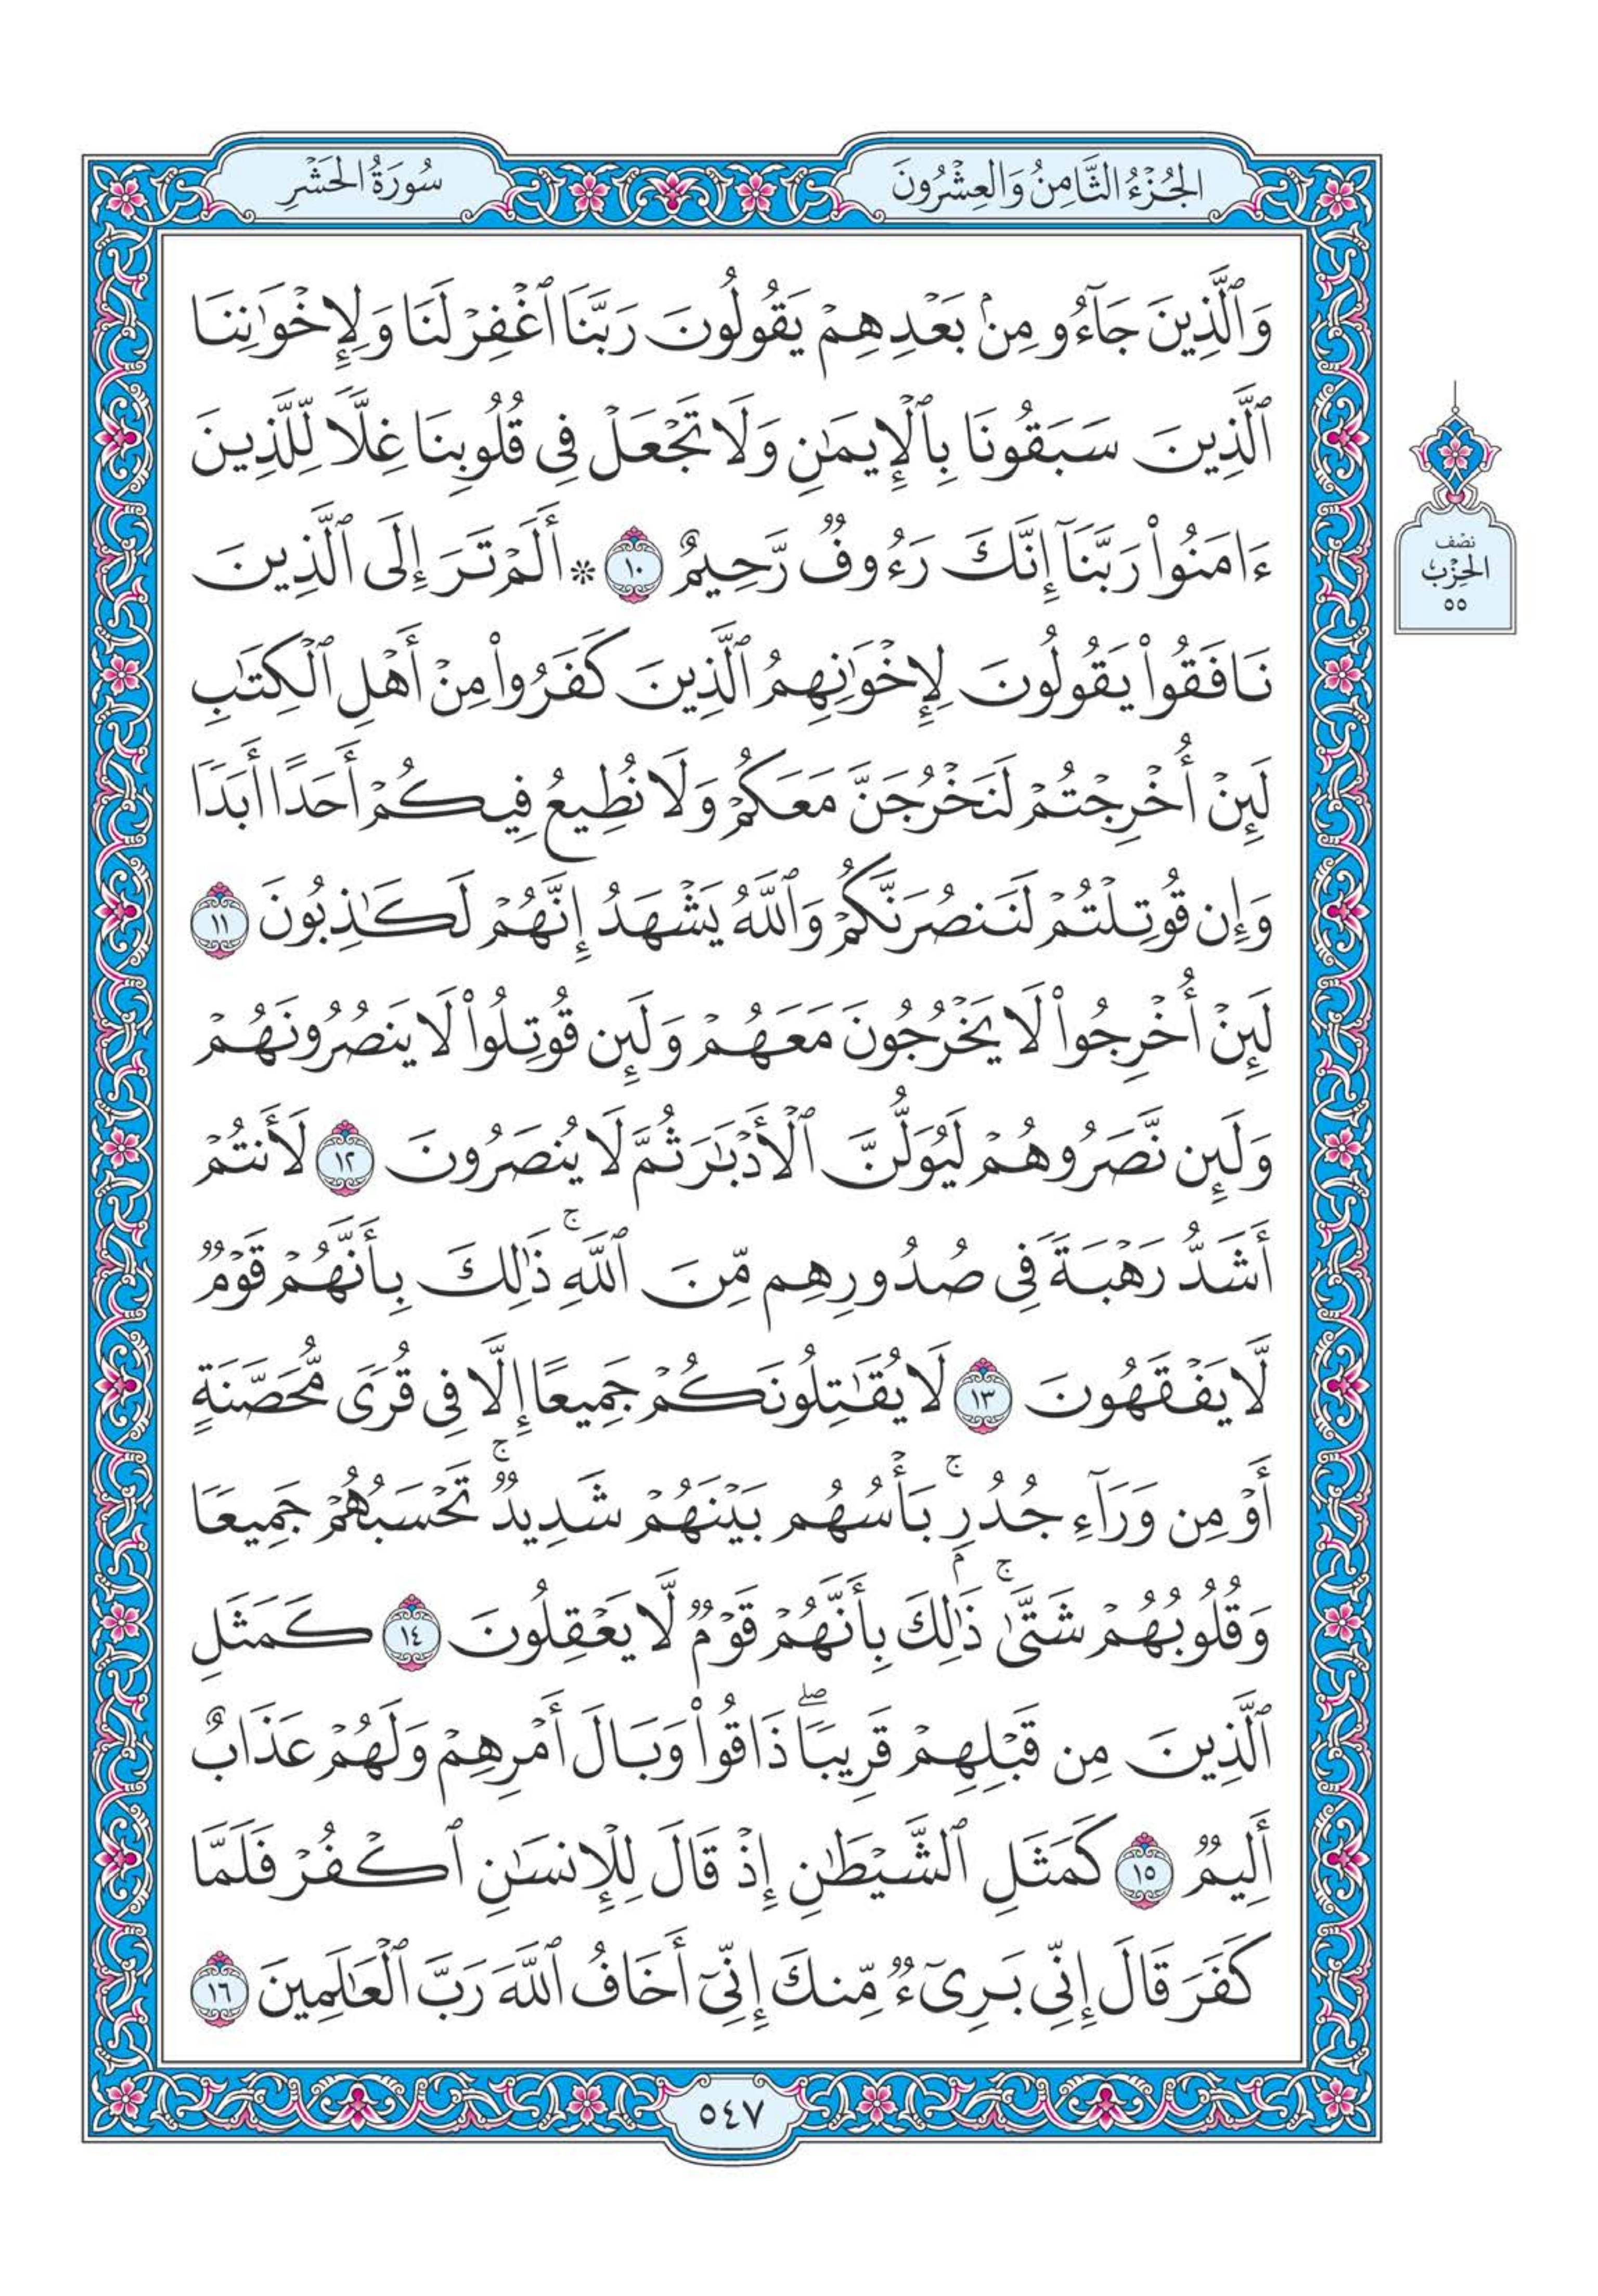 الجُزْءُ الثَّامِنُ وَالعِشْرُونَ
سُورَةُ الحَشْرِ
وَٱلَّذِينَ جَآءُو مِنۢ بَعْدِهِمْ يَقُولُونَ رَبَّنَا ٱغْفِرْ لَنَا وَلِإِخْوَٰنِنَا
ٱلَّذِينَ سَبَقُونَا بِٱلْإِيمَٰنِ وَلَا تَجْعَلْ فِى قُلُوبِنَا غِلًّا لِّلَّذِينَ
ءَامَنُوا۟ رَبَّنَآ إِنَّكَ رَءُوفٌ رَّحِيمٌ ١٠ * أَلَمْ تَرَ إِلَى ٱلَّذِينَ
نَافَقُوا۟ يَقُولُونَ لِإِخْوَٰنِهِمُ ٱلَّذِينَ كَفَرُوا۟ مِنْ أَهْلِ ٱلْكِتَٰبِ
لَئِنْ أُخْرِجْتُمْ لَنَخْرُجَنَّ مَعَكُمْ وَلَا نُطِيعُ فِيكُمْ أَحَدًا أَبَدًا
وَإِن قُوتِلْتُمْ لَنَنصُرَنَّكُمْ وَٱللَّهُ يَشْهَدُ إِنَّهُمْ لَكَٰذِبُونَ ١١
لَئِنْ أُخْرِجُوا۟ لَا يَخْرُجُونَ مَعَهُمْ وَلَئِن قُوتِلُوا۟ لَا يَنصُرُونَهُمْ
وَلَئِن نَّصَرُوهُمْ لَيُوَلُّنَّ ٱلْأَدْبَٰرَ ثُمَّ لَا يُنصَرُونَ ١٢ لَأَنتُمْ
أَشَدُّ رَهْبَةً فِى صُدُورِهِم مِّنَ ٱللَّهِ ۚ ذَٰلِكَ بِأَنَّهُمْ قَوْمٌ
لَّا يَفْقَهُونَ ١٣ لَا يُقَٰتِلُونَكُمْ جَمِيعًا إِلَّا فِى قُرًى مُّحَصَّنَةٍ
أَوْ مِن وَرَآءِ جُدُرٍۭ ۚ بَأْسُهُم بَيْنَهُمْ شَدِيدٌ ۚ تَحْسَبُهُمْ جَمِيعًا
وَقُلُوبُهُمْ شَتَّىٰ ۚ ذَٰلِكَ بِأَنَّهُمْ قَوْمٌ لَّا يَعْقِلُونَ ١٤ كَمَثَلِ
ٱلَّذِينَ مِن قَبْلِهِمْ قَرِيبًا ۖ ذَاقُوا۟ وَبَالَ أَمْرِهِمْ وَلَهُمْ عَذَابٌ
أَلِيمٌ ١٥ كَمَثَلِ ٱلشَّيْطَٰنِ إِذْ قَالَ لِلْإِنسَٰنِ ٱكْفُرْ فَلَمَّا
كَفَرَ قَالَ إِنِّى بَرِىٓءٌ مِّنكَ إِنِّىٓ أَخَافُ ٱللَّهَ رَبَّ ٱلْعَٰلَمِينَ ١٦
نصف
الحِزْب
٥٥
٥٤٧